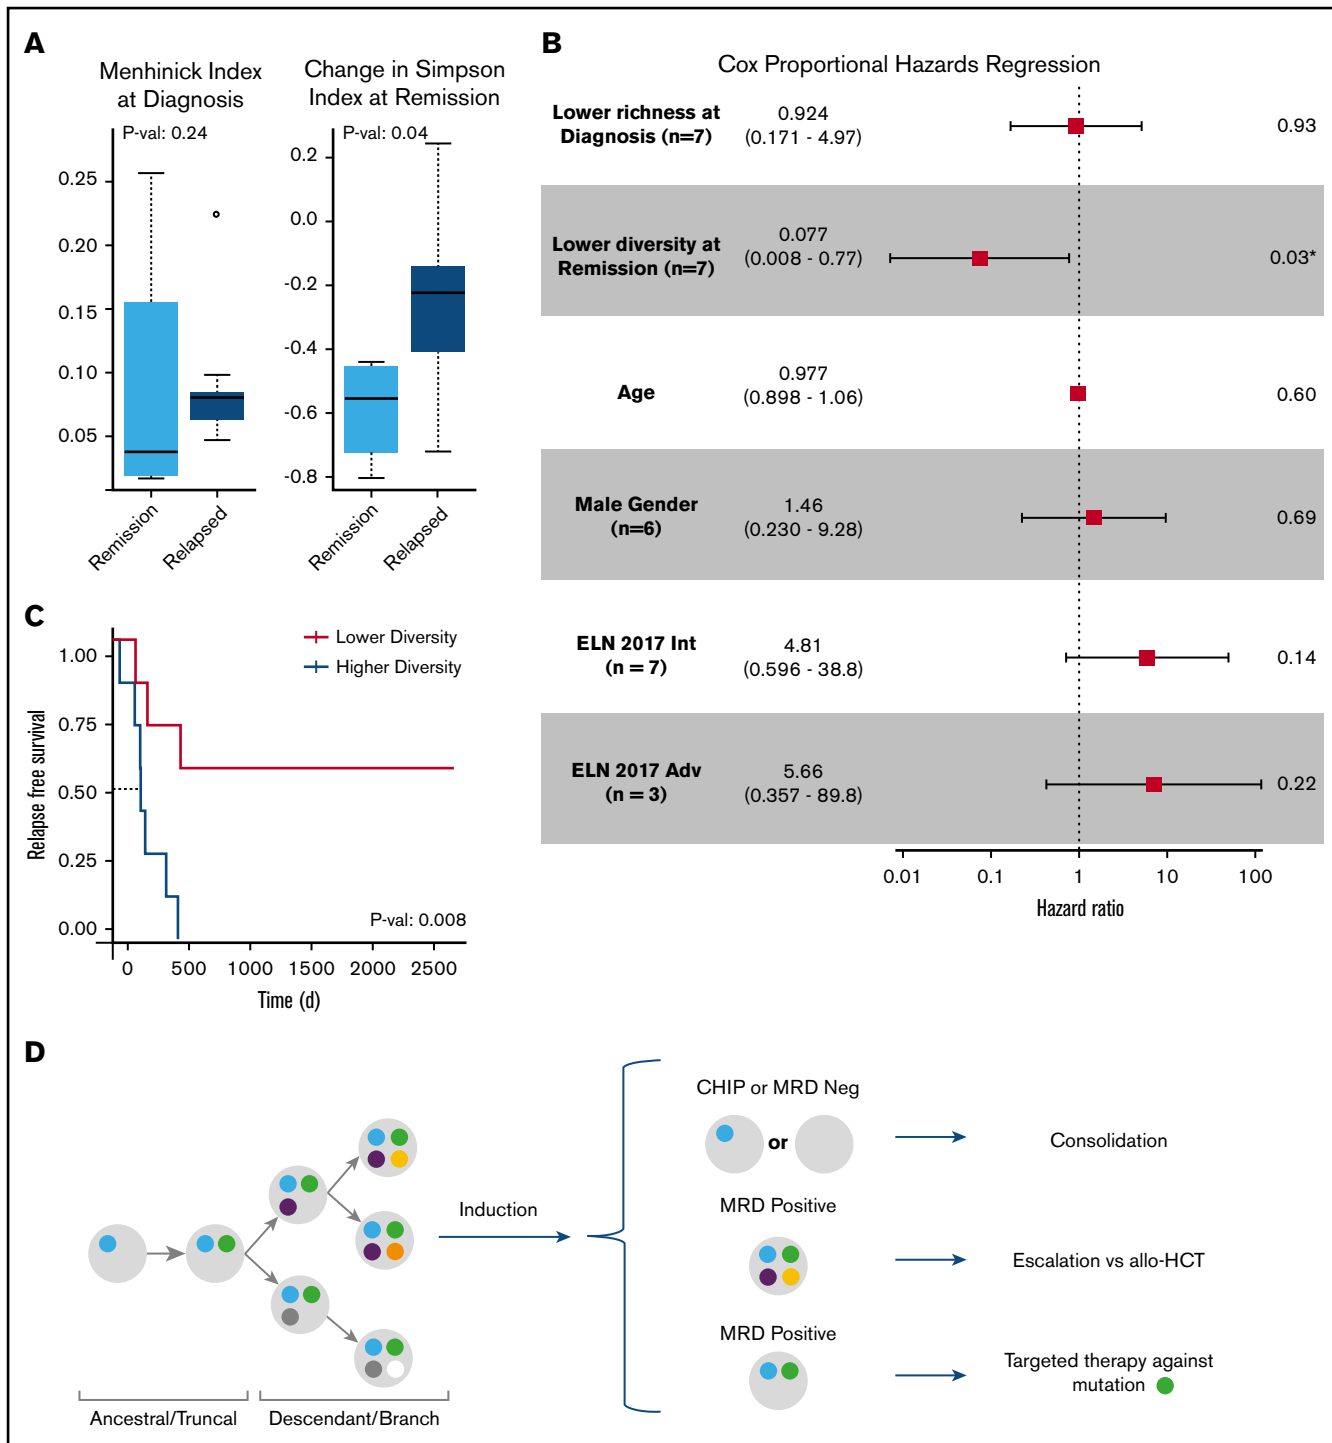 A
Menhinick Index
at Diagnosis
P-val: 0.24
0.25
0.20
0.15
0.10
0.05
Remission
Relapsed
Change in Simpson
Index at Remission
P-val: 0.04
0.2
0.0
-0.2
-0.4
-0.6
-0.8
Remission
Relapsed
B
Cox Proportional Hazards Regression
Lower richness at
Diagnosis (n=7)
0.924
(0.171 - 4.97)
0.93
Lower diversity at
Remission (n=7)
0.077
(0.008 - 0.77)
0.03*
Age
0.977
(0.898 - 1.06)
0.60
Male Gender
(n=6)
1.46
(0.230 - 9.28)
0.69
ELN 2017 Int
(n = 7)
4.81
(0.596 - 38.8)
0.14
ELN 2017 Adv
(n = 3)
5.66
(0.357 - 89.8)
0.22
0.01 0.1 1 10 100
Hazard ratio
C
Lower Diversity
Higher Diversity
Relapse free survival
1.00
0.75
0.50
0.25
0.00
P-val: 0.008
0 500 1000 1500 2000 2500
Time (d)
D
Ancestral/Truncal
Descendant/Branch
Induction
CHIP or MRD Neg
or
Consolidation
MRD Positive
Escalation vs allo-HCT
MRD Positive
Targeted therapy against
mutation